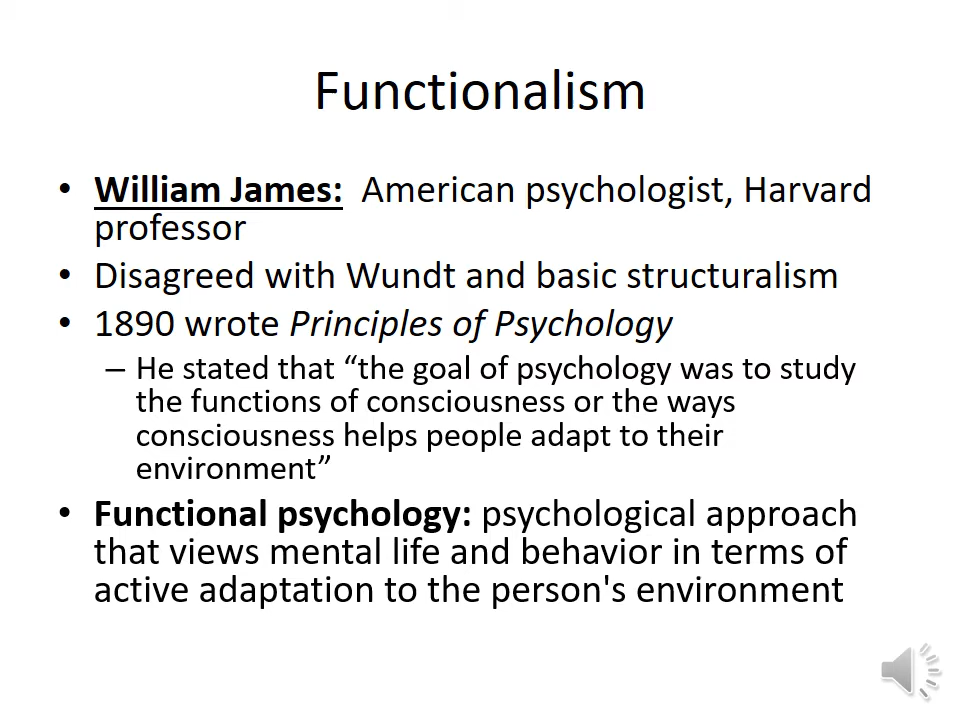 Functionalism
• William James:  American psychologist, Harvard
professor
• Disagreed with Wundt and basic structuralism
• 1890 wrote Principles of Psychology
– He stated that “the goal of psychology was to study
the functions of consciousness or the ways
consciousness helps people adapt to their
environment”
• Functional psychology: psychological approach
that views mental life and behavior in terms of
active adaptation to the person's environment